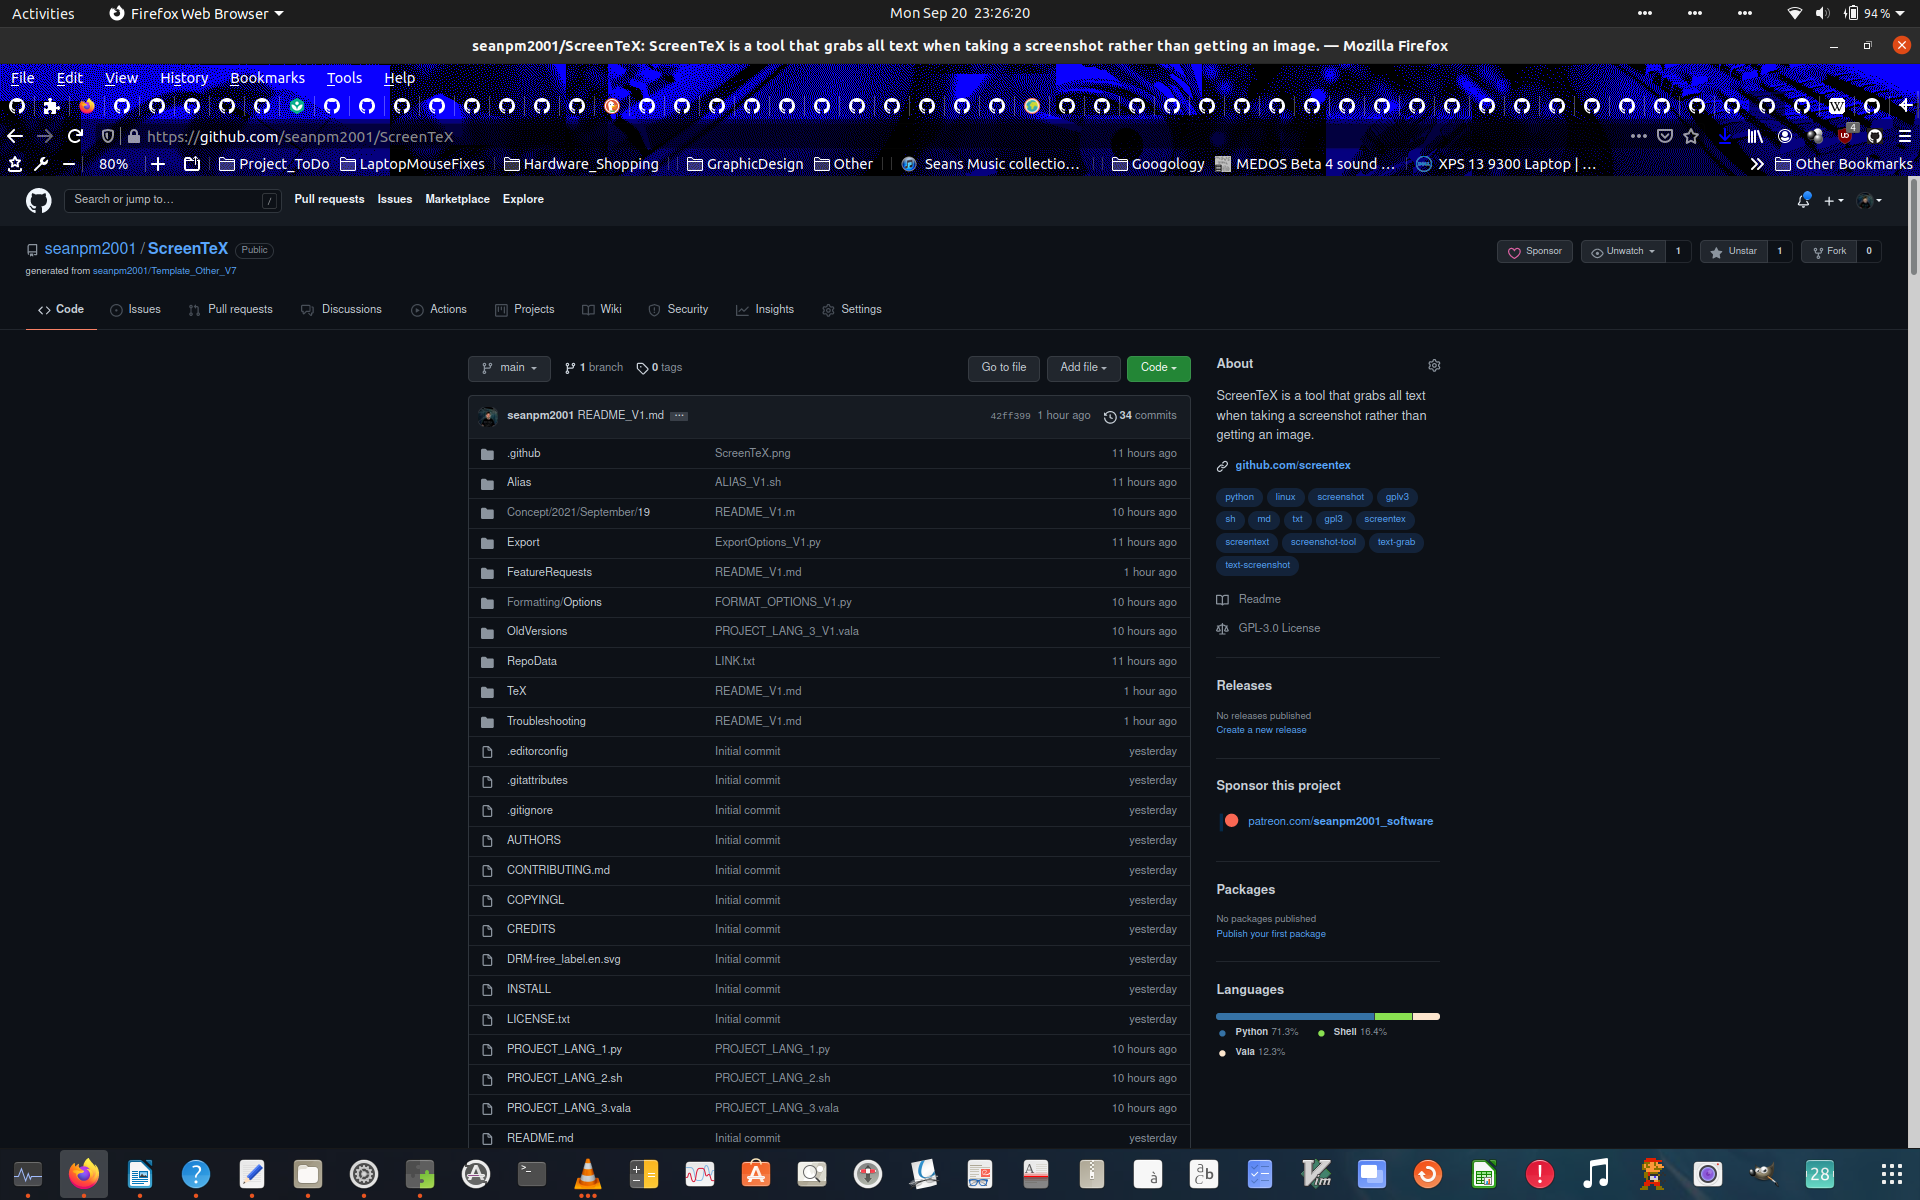 Activities Firefox Web Browser Mon Sep 20 23:26:20 94 %
seanpm2001/ScreenTeX: ScreenTeX is a tool that grabs all text when taking a screenshot rather than getting an image. — Mozilla Firefox
File Edit View History Bookmarks Tools Help
https://github.com/seanpm2001/ScreenTeX 4
80% Project_ToDo LaptopMouseFixes Hardware_Shopping GraphicDesign Other Seans Music collectio… Googology MEDOS Beta 4 sound … XPS 13 9300 Laptop | … Other Bookmarks
Search or jump to… / Pull requests Issues Marketplace Explore
seanpm2001 / ScreenTeX Public Sponsor Unwatch 1 Unstar 1 Fork 0
generated from seanpm2001/Template_Other_V7
Code Issues Pull requests Discussions Actions Projects Wiki Security Insights Settings
main 1 branch 0 tags Go to file Add file Code
seanpm2001 README_V1.md ... 42ff399 1 hour ago 34 commits
.github ScreenTeX.png 11 hours ago
Alias ALIAS_V1.sh 11 hours ago
Concept/2021/September/19 README_V1.m 10 hours ago
Export ExportOptions_V1.py 11 hours ago
FeatureRequests README_V1.md 1 hour ago
Formatting/Options FORMAT_OPTIONS_V1.py 10 hours ago
OldVersions PROJECT_LANG_3_V1.vala 10 hours ago
RepoData LINK.txt 11 hours ago
TeX README_V1.md 1 hour ago
Troubleshooting README_V1.md 1 hour ago
.editorconfig Initial commit yesterday
.gitattributes Initial commit yesterday
.gitignore Initial commit yesterday
AUTHORS Initial commit yesterday
CONTRIBUTING.md Initial commit yesterday
COPYINGL Initial commit yesterday
CREDITS Initial commit yesterday
DRM-free_label.en.svg Initial commit yesterday
INSTALL Initial commit yesterday
LICENSE.txt Initial commit yesterday
PROJECT_LANG_1.py PROJECT_LANG_1.py 10 hours ago
PROJECT_LANG_2.sh PROJECT_LANG_2.sh 10 hours ago
PROJECT_LANG_3.vala PROJECT_LANG_3.vala 10 hours ago
README.md Initial commit yesterday
About
ScreenTeX is a tool that grabs all text
when taking a screenshot rather than
getting an image.
github.com/screentex
python linux screenshot gplv3
sh md txt gpl3 screentex
screentext screenshot-tool text-grab
text-screenshot
Readme
GPL-3.0 License
Releases
No releases published
Create a new release
Sponsor this project
patreon.com/seanpm2001_software
Packages
No packages published
Publish your first package
Languages
Python 71.3% Shell 16.4%
Vala 12.3%
28